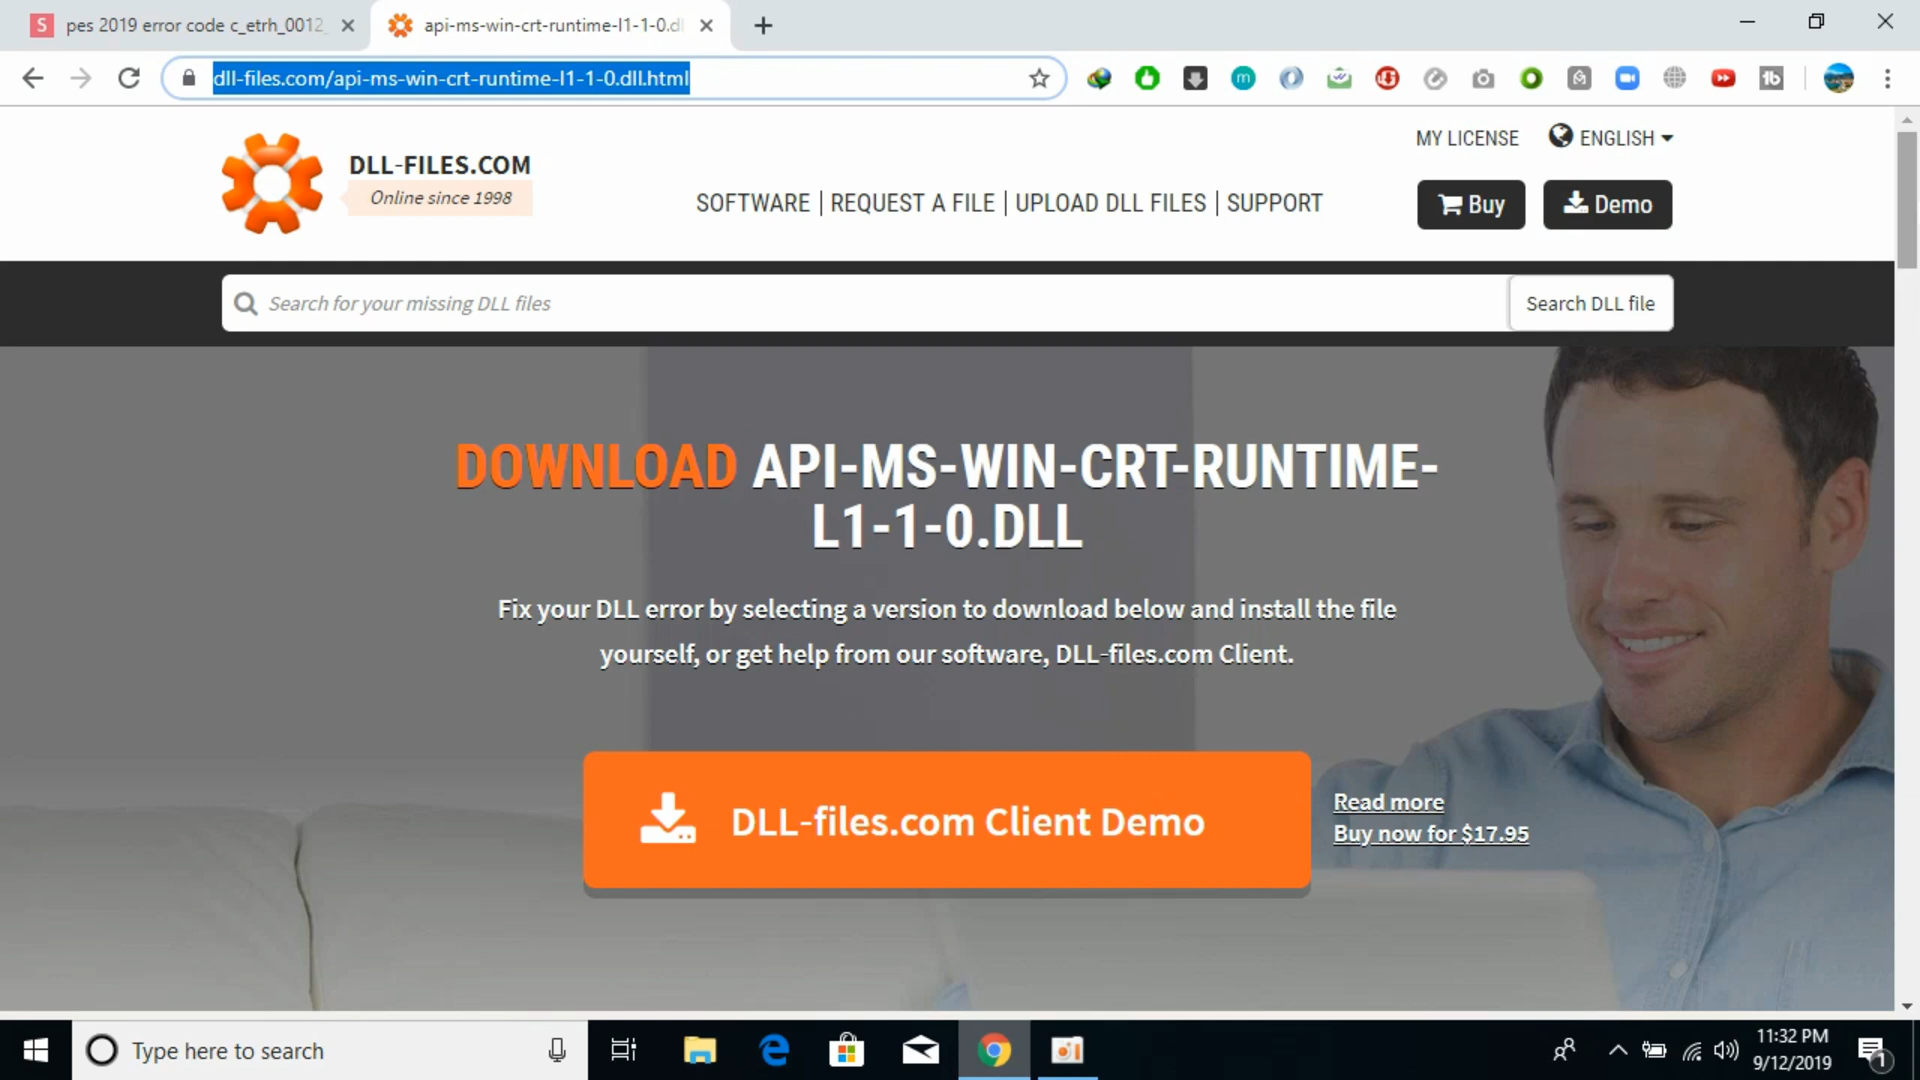 pes 2019 error code c_etrh_0012_
api-ms-win-crt-runtime-l1-1-0.dl
dll-files.com/api-ms-win-crt-runtime-l1-1-0.dll.html
DLL-FILES.COM
Online since 1998
MY LICENSE
ENGLISH
SOFTWARE | REQUEST A FILE | UPLOAD DLL FILES | SUPPORT
Buy
Demo
Search for your missing DLL files
Search DLL file
DOWNLOAD API-MS-WIN-CRT-RUNTIME-
L1-1-0.DLL
Fix your DLL error by selecting a version to download below and install the file
yourself, or get help from our software, DLL-files.com Client.
DLL-files.com Client Demo
Read more
Buy now for $17.95
Type here to search
11:32 PM
9/12/2019
1